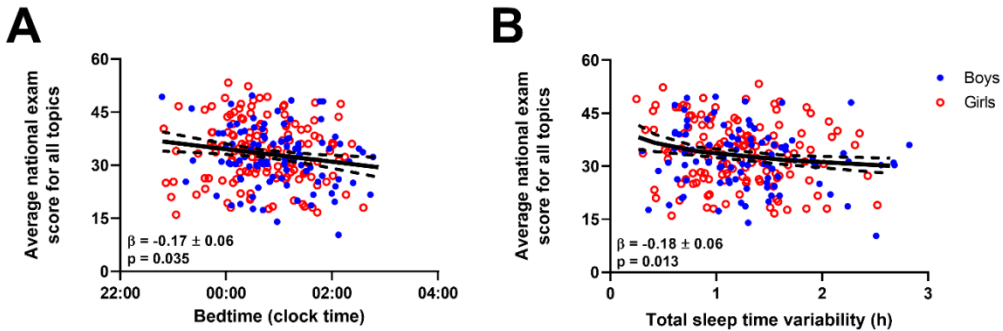 A
B
Average national exam
score for all topics
60
45
30
15
0
β = -0.17 ± 0.06
p = 0.035
22:00
00:00
02:00
04:00
Bedtime (clock time)
Average national exam
score for all topics
60
45
30
15
0
β = -0.18 ± 0.06
p = 0.013
0
1
2
3
Total sleep time variability (h)
Boys
Girls